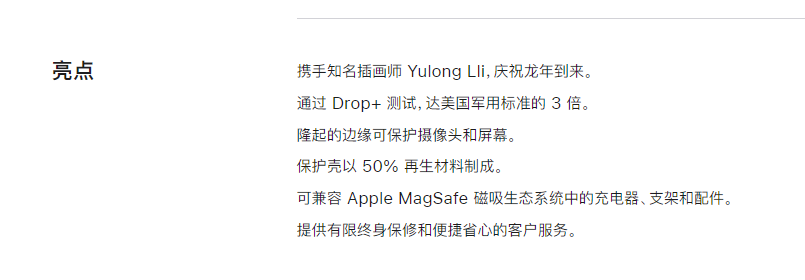 亮点
携手知名插画师 Yulong Lli，庆祝龙年到来。
通过 Drop+ 测试，达美国军用标准的 3 倍。
隆起的边缘可保护摄像头和屏幕。
保护壳以 50% 再生材料制成。
可兼容 Apple MagSafe 磁吸生态系统中的充电器、支架和配件。
提供有限终身保修和便捷省心的客户服务。